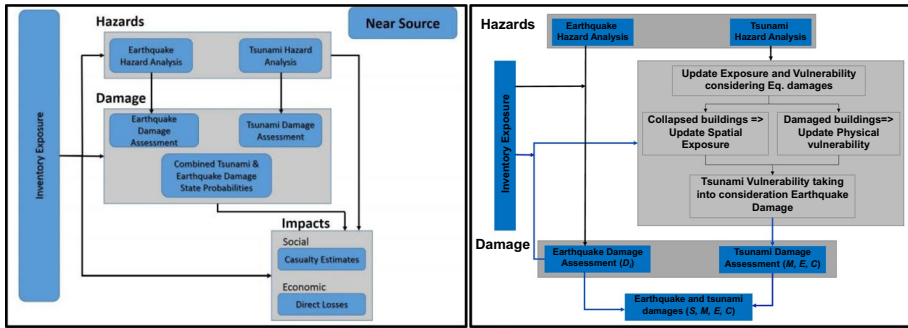 Hazards
Near Source
Earthquake
Hazard Analysis
Tsunami Hazard
Analysis
Inventory Exposure
Damage
Earthquake
Damage
Assessment
Tsunami Damage
Assessment
Combined Tsunami &
Earthquake Damage
State Probabilities
Impacts
Social
Casualty Estimates
Economic
Direct Losses
Hazards
Earthquake
Hazard Analysis
Tsunami
Hazard Analysis
Inventory Exposure
Update Exposure and Vulnerability
considering Eq. damages
Collapsed buildings =>
Update Spatial
Exposure
Damaged buildings=>
Update Physical
vulnerability
Tsunami Vulnerability taking
into consideration Earthquake
Damage
Damage
Earthquake Damage
Assessment (Ds)
Tsunami Damage
Assessment (M, E, C)
Earthquake and tsunami
damages (S, M, E, C)